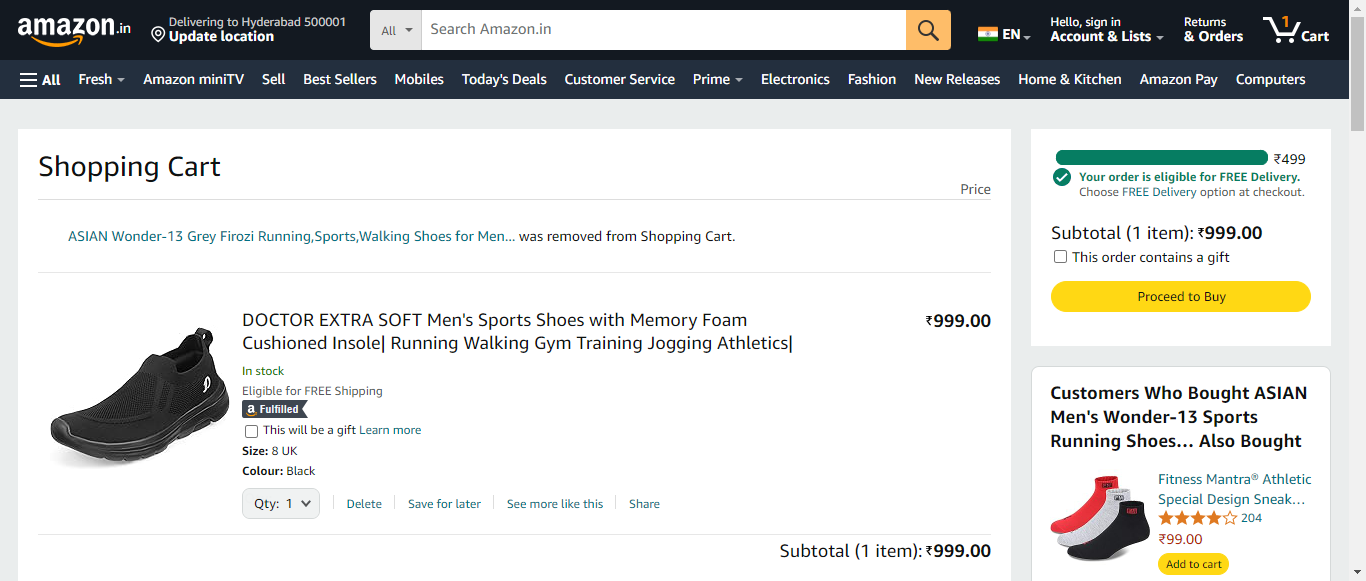 amazon.in
Delivering to Hyderabad 500001
Update location
All
Search Amazon.in
EN
Hello, sign in
Account & Lists
Returns
& Orders
1
Cart
All
Fresh
Amazon miniTV
Sell
Best Sellers
Mobiles
Today's Deals
Customer Service
Prime
Electronics
Fashion
New Releases
Home & Kitchen
Amazon Pay
Computers
Shopping Cart
Price
ASIAN Wonder-13 Grey Firozi Running,Sports,Walking Shoes for Men... was removed from Shopping Cart.
DOCTOR EXTRA SOFT Men's Sports Shoes with Memory Foam
Cushioned Insole| Running Walking Gym Training Jogging Athletics|
₹999.00
In stock
Eligible for FREE Shipping
a Fulfilled
This will be a gift Learn more
Size: 8 UK
Colour: Black
Qty: 1
Delete
Save for later
See more like this
Share
Subtotal (1 item): ₹999.00
₹499
Your order is eligible for FREE Delivery.
Choose FREE Delivery option at checkout.
Subtotal (1 item): ₹999.00
This order contains a gift
Proceed to Buy
Customers Who Bought ASIAN
Men's Wonder-13 Sports
Running Shoes... Also Bought
Fitness Mantra® Athletic
Special Design Sneak...
204
₹99.00
Add to cart